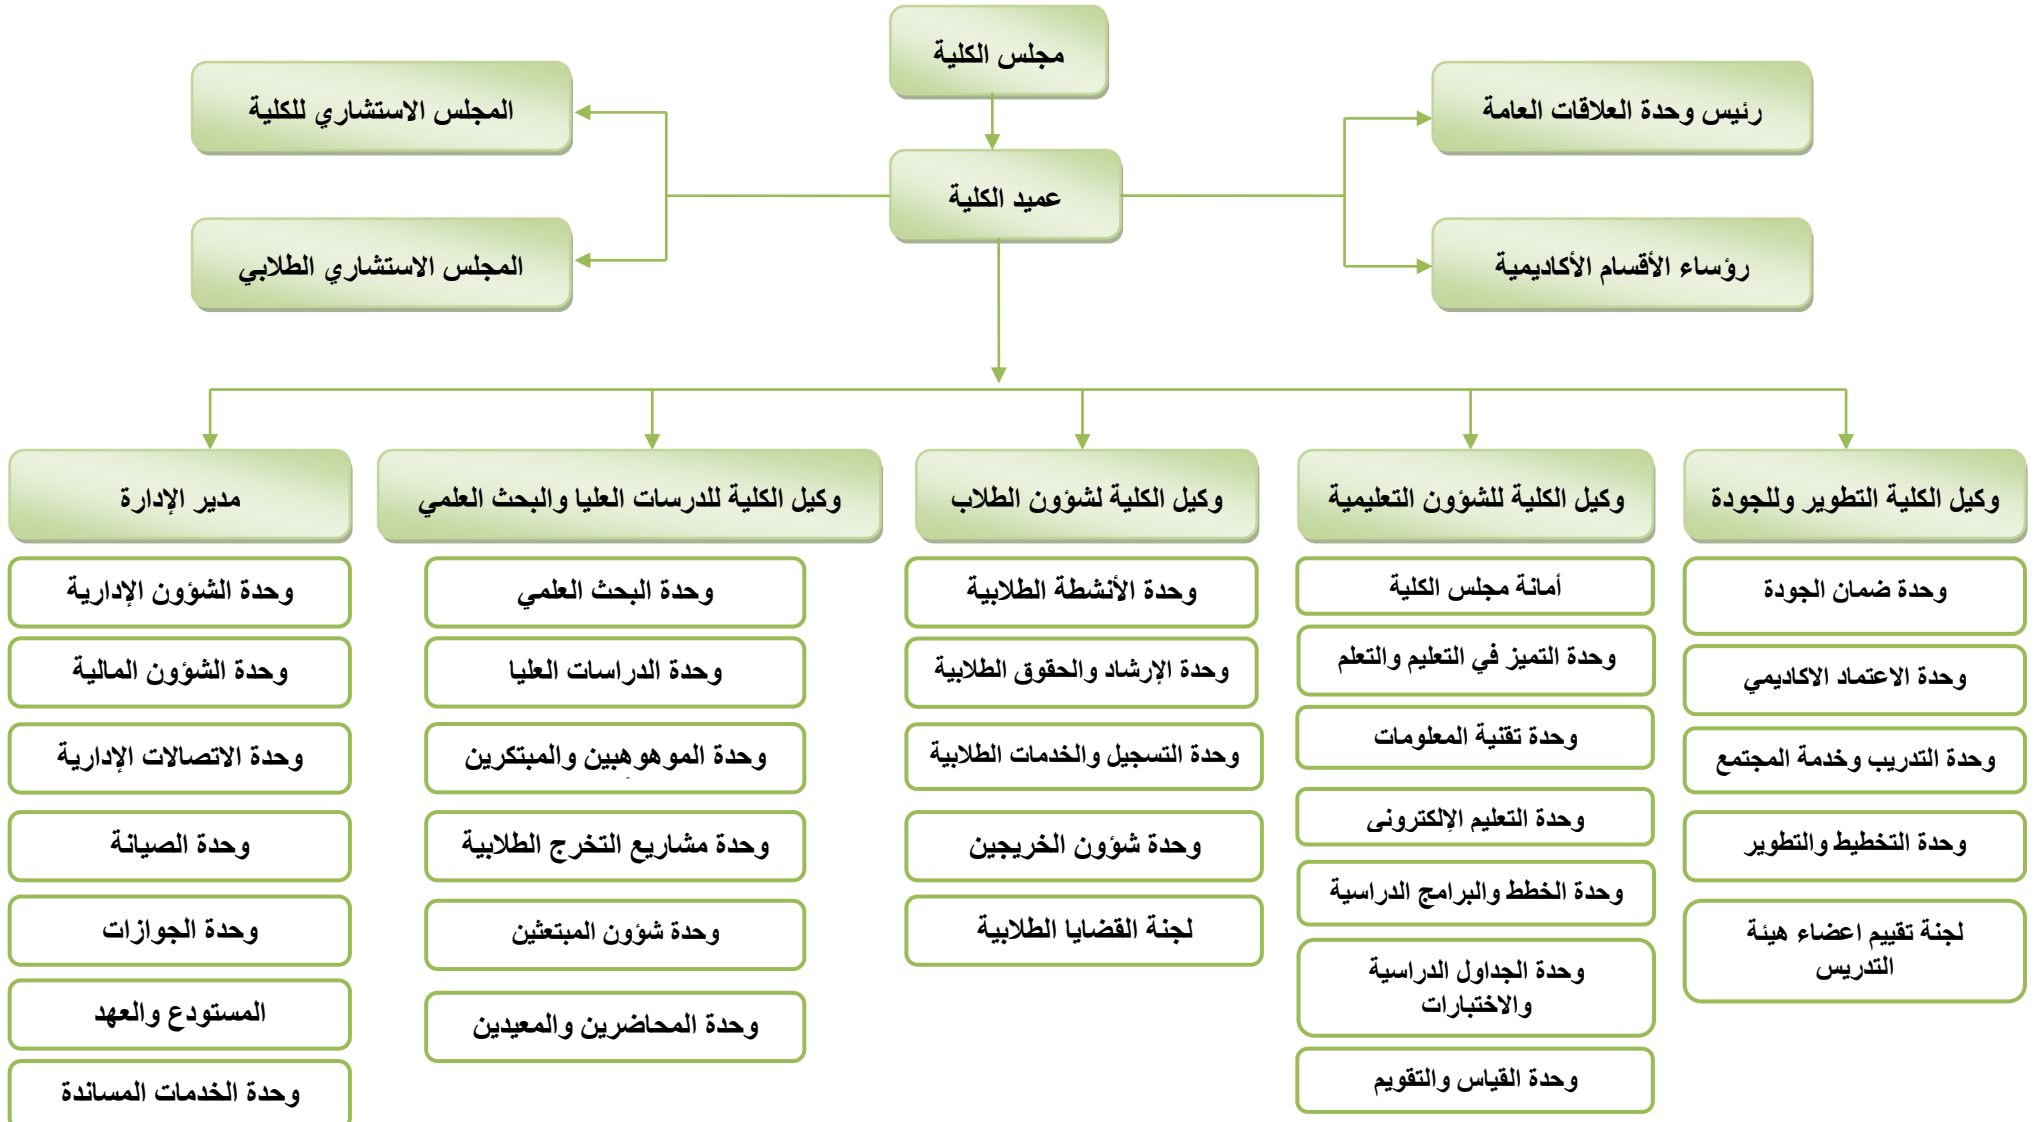 مجلس الكلية
رئيس وحدة العلاقات العامة
المجلس الاستشاري للكلية
عميد الكلية
رؤساء الأقسام الأكاديمية
المجلس الاستشاري الطلابي
وكيل الكلية التطوير وللجودة
وحدة ضمان الجودة
وحدة الاعتماد الاكاديمي
وحدة التدريب وخدمة المجتمع
وحدة التخطيط والتطوير
لجنة تقييم اعضاء هيئة
التدريس
وكيل الكلية للشؤون التعليمية
أمانة مجلس الكلية
وحدة التميز في التعليم والتعلم
وحدة تقنية المعلومات
وحدة التعليم الإلكترونى
وحدة الخطط والبرامج الدراسية
وحدة الجداول الدراسية
والاختبارات
وحدة القياس والتقويم
وكيل الكلية لشؤون الطلاب
وحدة الأنشطة الطلابية
وحدة الإرشاد والحقوق الطلابية
وحدة التسجيل والخدمات الطلابية
وحدة شؤون الخريجين
لجنة القضايا الطلابية
وكيل الكلية للدرسات العليا والبحث العلمي
وحدة البحث العلمي
وحدة الدراسات العليا
وحدة الموهوهبين والمبتكرين
وحدة مشاريع التخرج الطلابية
وحدة شؤون المبتعثين
وحدة المحاضرين والمعيدين
مدير الإدارة
وحدة الشؤون الإدارية
وحدة الشؤون المالية
وحدة الاتصالات الإدارية
وحدة الصيانة
وحدة الجوازات
المستودع والعهد
وحدة الخدمات المساندة